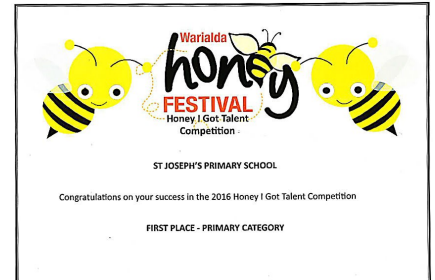 Warialda
honey
FESTIVAL
Honey I Got Talent
Competition
ST JOSEPH'S PRIMARY SCHOOL
Congratulations on your success in the 2016 Honey I Got Talent Competition
FIRST PLACE - PRIMARY CATEGORY